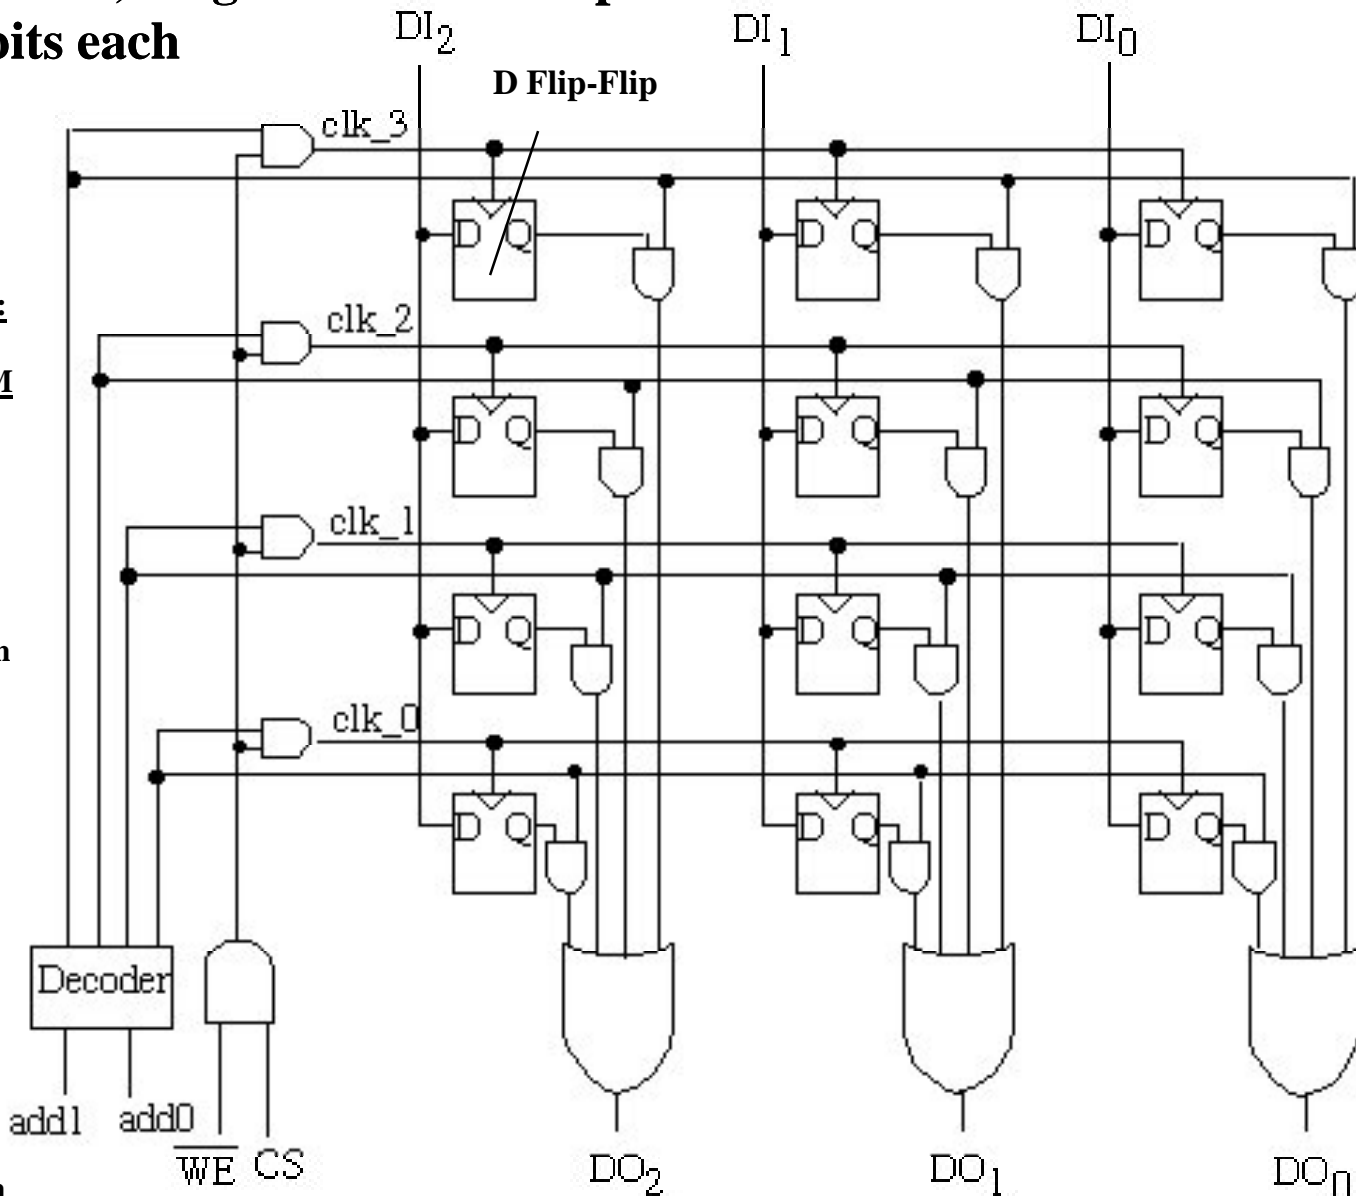 bits each
DI2
DI1
DI0
D Flip-Flip
clk_3
D Q
D Q
D Q
:
M
clk_2
D Q
D Q
D Q
clk_1
D Q
D Q
D Q
clk_0
D Q
D Q
D Q
Decoder
add1
add0
WE
CS
DO2
DO1
DO0